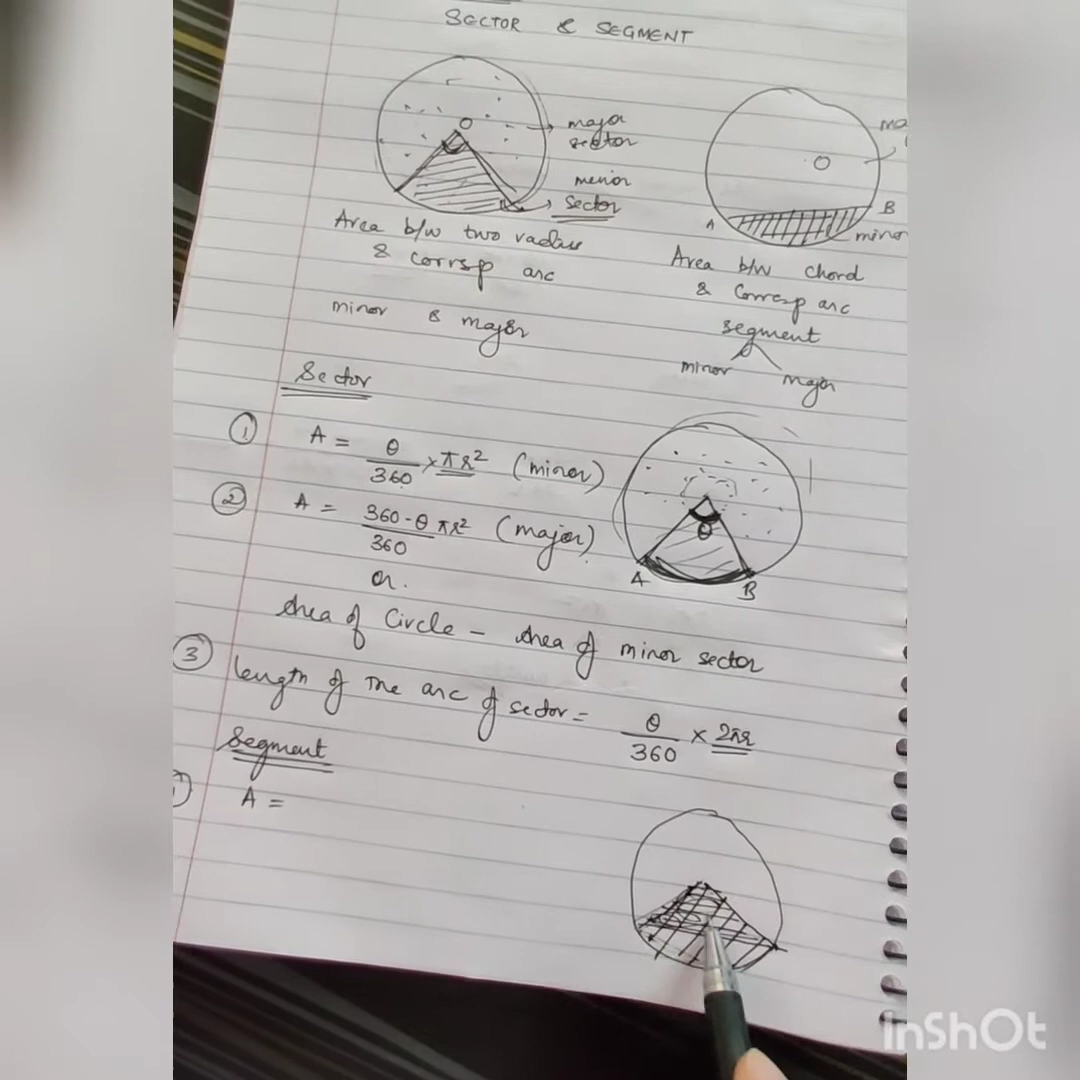 SECTOR & SEGMENT
O
major
sector
minor
sector
Area b/w two radius
& corrsp arc
minor & major
ma
O
A
B
minor
Area b/w chord
& Corresp arc
segment
minor
major
Sector
1 A = θ/360 × πr² (minor)
2 A = 360-θ/360 πr² (major)
or.
Area of Circle - Area of minor sector
θ
A
B
3 length of the arc of sector = θ/360 × 2πr
Segment
1 A =
InShOt